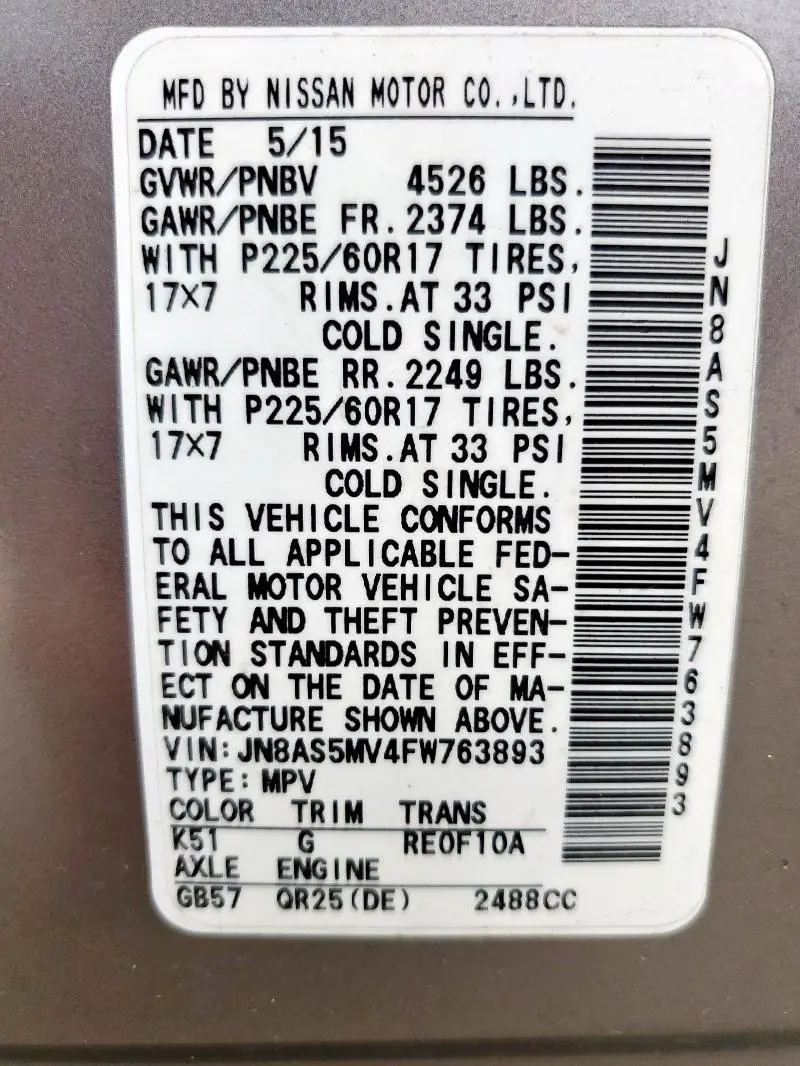 MFD BY NISSAN MOTOR CO.,LTD.
DATE 5/15
GVWR/PNBV 4526 LBS.
GAWR/PNBE FR.2374 LBS.
WITH P225/60R17 TIRES,
17×7 RIMS.AT 33 PSI
COLD SINGLE.
GAWR/PNBE RR.2249 LBS.
WITH P225/60R17 TIRES,
17×7 RIMS.AT 33 PSI
COLD SINGLE.
THIS VEHICLE CONFORMS
TO ALL APPLICABLE FED-
ERAL MOTOR VEHICLE SA-
FETY AND THEFT PREVEN-
TION STANDARDS IN EFF-
ECT ON THE DATE OF MA-
NUFACTURE SHOWN ABOVE.
VIN:JN8AS5MV4FW763893
TYPE:MPV
COLOR TRIM TRANS
K51 G RE0F10A
AXLE ENGINE
GB57 QR25(DE) 2488CC
JN8AS5MV4FW763893